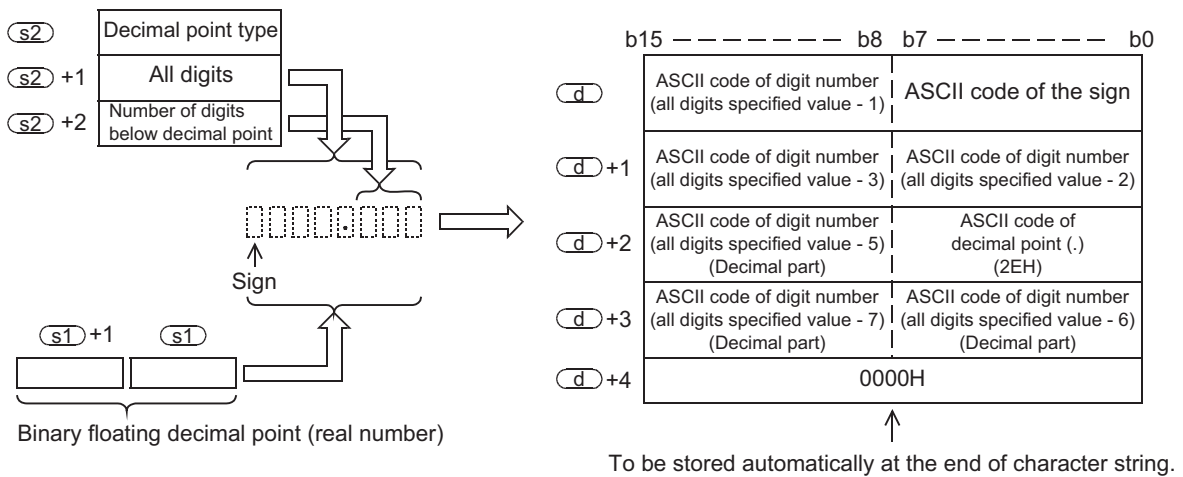 s2 Decimal point type
s2 +1 All digits
s2 +2 Number of digits
below decimal point
Sign
s1 +1 s1
Binary floating decimal point (real number)
b15 b8 b7 b0
d
ASCII code of digit number
(all digits specified value - 1)
ASCII code of the sign
d +1
ASCII code of digit number
(all digits specified value - 3)
ASCII code of digit number
(all digits specified value - 2)
d +2
ASCII code of digit number
(all digits specified value - 5)
(Decimal part)
ASCII code of
decimal point (.)
(2EH)
d +3
ASCII code of digit number
(all digits specified value - 7)
(Decimal part)
ASCII code of digit number
(all digits specified value - 6)
(Decimal part)
d +4
0000H
To be stored automatically at the end of character string.